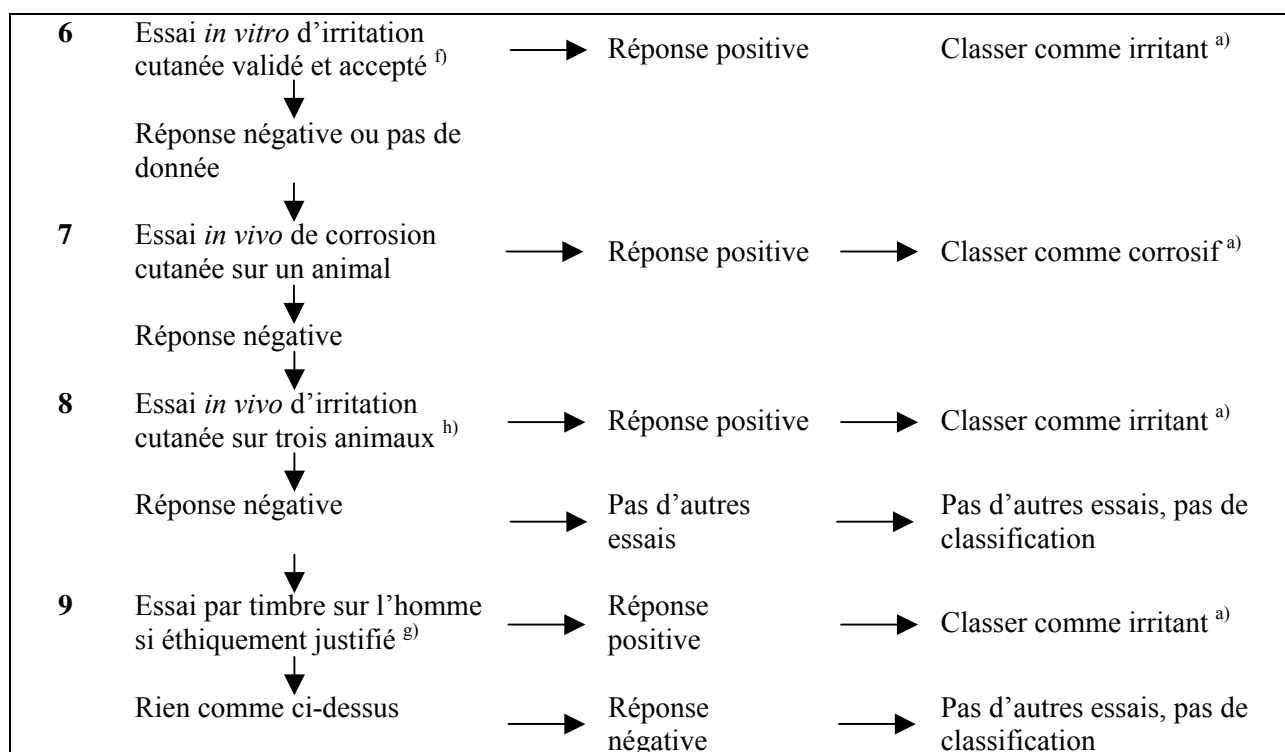 6 Essai in vitro d’irritation cutanée validé et accepté f) Réponse positive Classer comme irritant a)
Réponse négative ou pas de donnée
7 Essai in vivo de corrosion cutanée sur un animal Réponse positive Classer comme corrosif a)
Réponse négative
8 Essai in vivo d’irritation cutanée sur trois animaux h) Réponse positive Classer comme irritant a)
Réponse négative Pas d’autres essais Pas d’autres essais, pas de classification
9 Essai par timbre sur l’homme si éthiquement justifié g) Réponse positive Classer comme irritant a)
Rien comme ci-dessus Réponse négative Pas d’autres essais, pas de classification